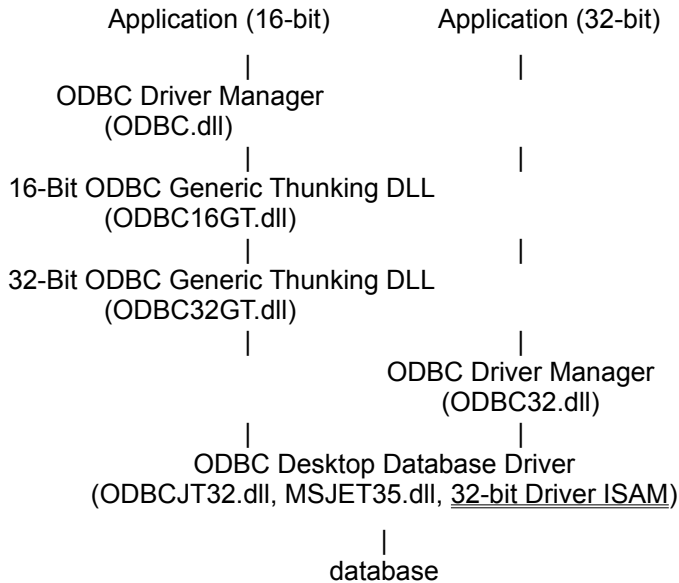 Application (16-bit) Application (32-bit)
| |
ODBC Driver Manager
(ODBC.dll)
| |
16-Bit ODBC Generic Thunking DLL
(ODBC16GT.dll)
| |
32-Bit ODBC Generic Thunking DLL
(ODBC32GT.dll)
| |
ODBC Driver Manager
(ODBC32.dll)
| |
ODBC Desktop Database Driver
(ODBCJT32.dll, MSJET35.dll, 32-bit Driver ISAM)
|
database